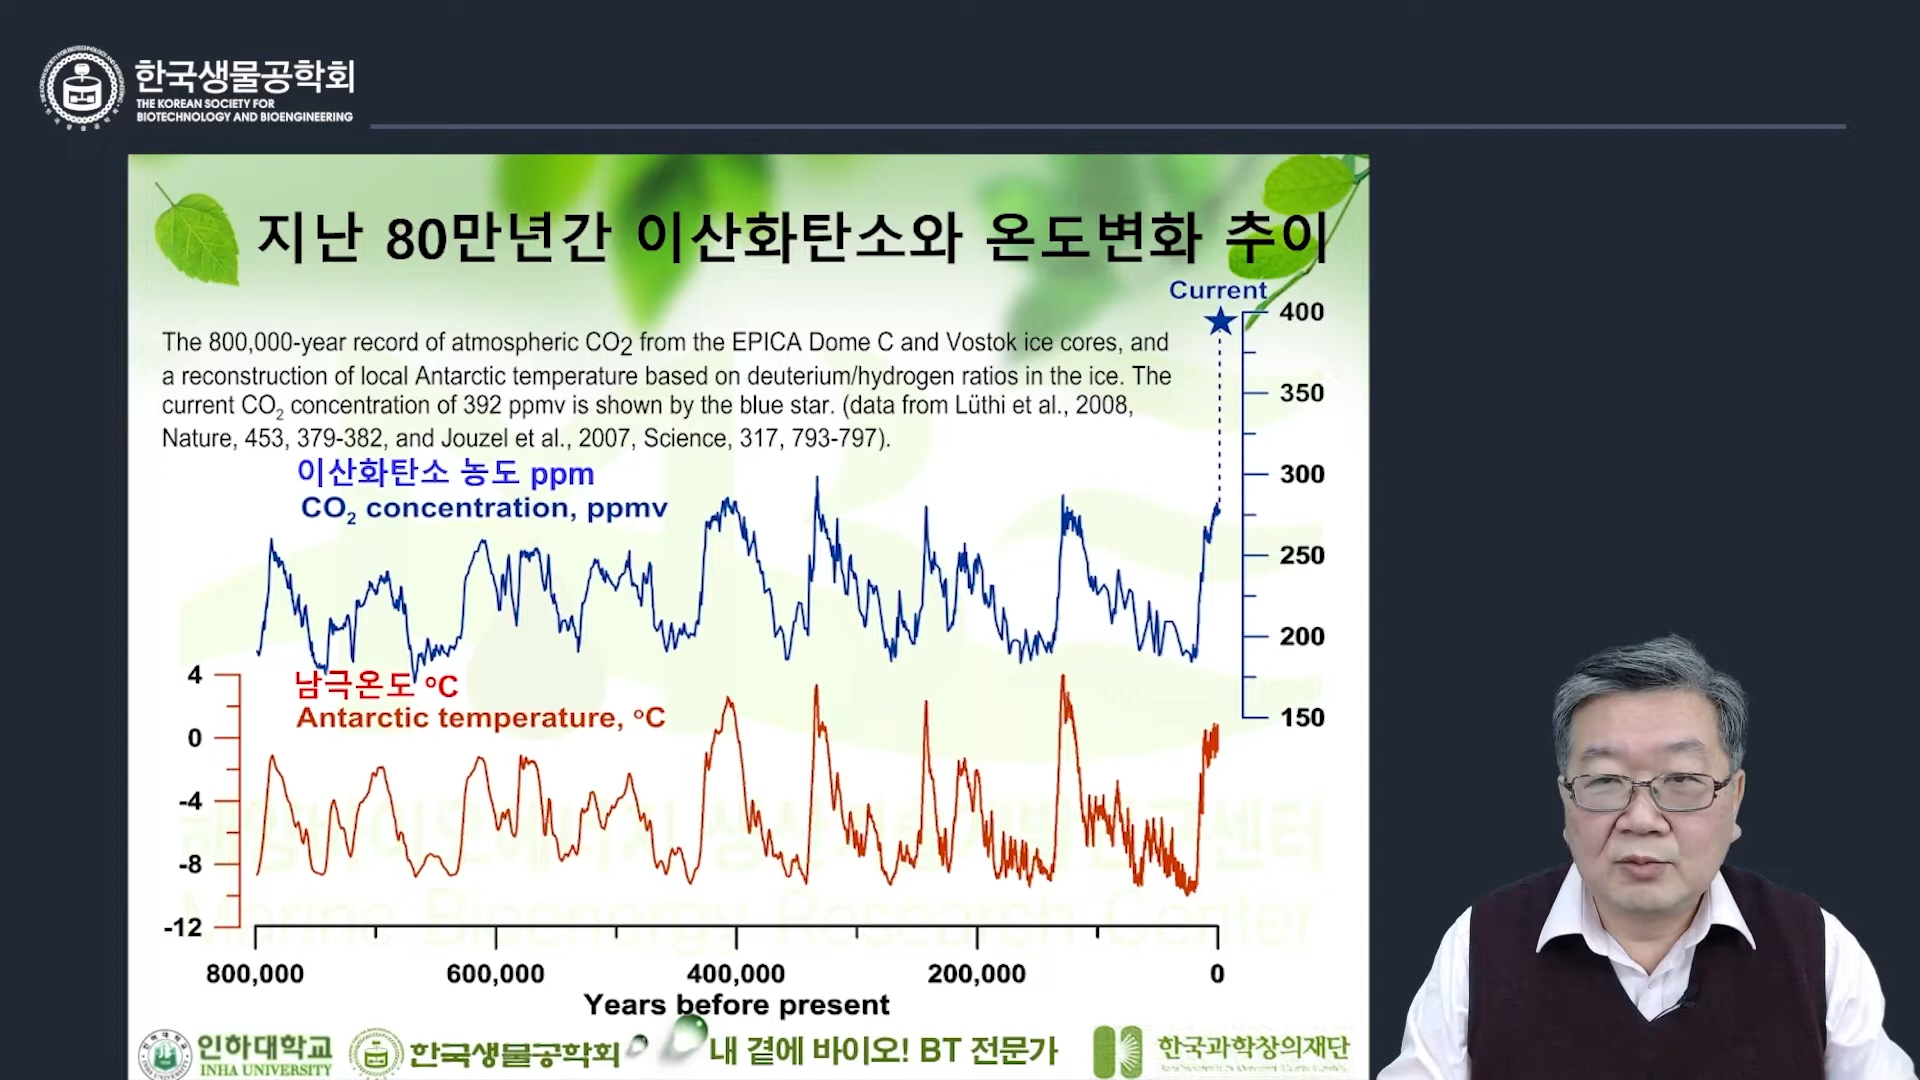 한국생물공학회
THE KOREAN SOCIETY FOR
BIOTECHNOLOGY AND BIOENGINEERING
지난 80만년간 이산화탄소와 온도변화 추이
Current
The 800,000-year record of atmospheric CO2 from the EPICA Dome C and Vostok ice cores, and
a reconstruction of local Antarctic temperature based on deuterium/hydrogen ratios in the ice. The
current CO₂ concentration of 392 ppmv is shown by the blue star. (data from Lüthi et al., 2008,
Nature, 453, 379-382, and Jouzel et al., 2007, Science, 317, 793-797).
이산화탄소 농도 ppm
CO₂ concentration, ppmv
400
350
300
250
200
150
남극온도 ºC
Antarctic temperature, ºC
4
0
-4
-8
-12
Marine Bioenergy Research Center
800,000 600,000 400,000 200,000 0
Years before present
인하대학교
INHA UNIVERSITY
한국생물공학회
내 곁에 바이오! BT 전문가
한국과학창의재단